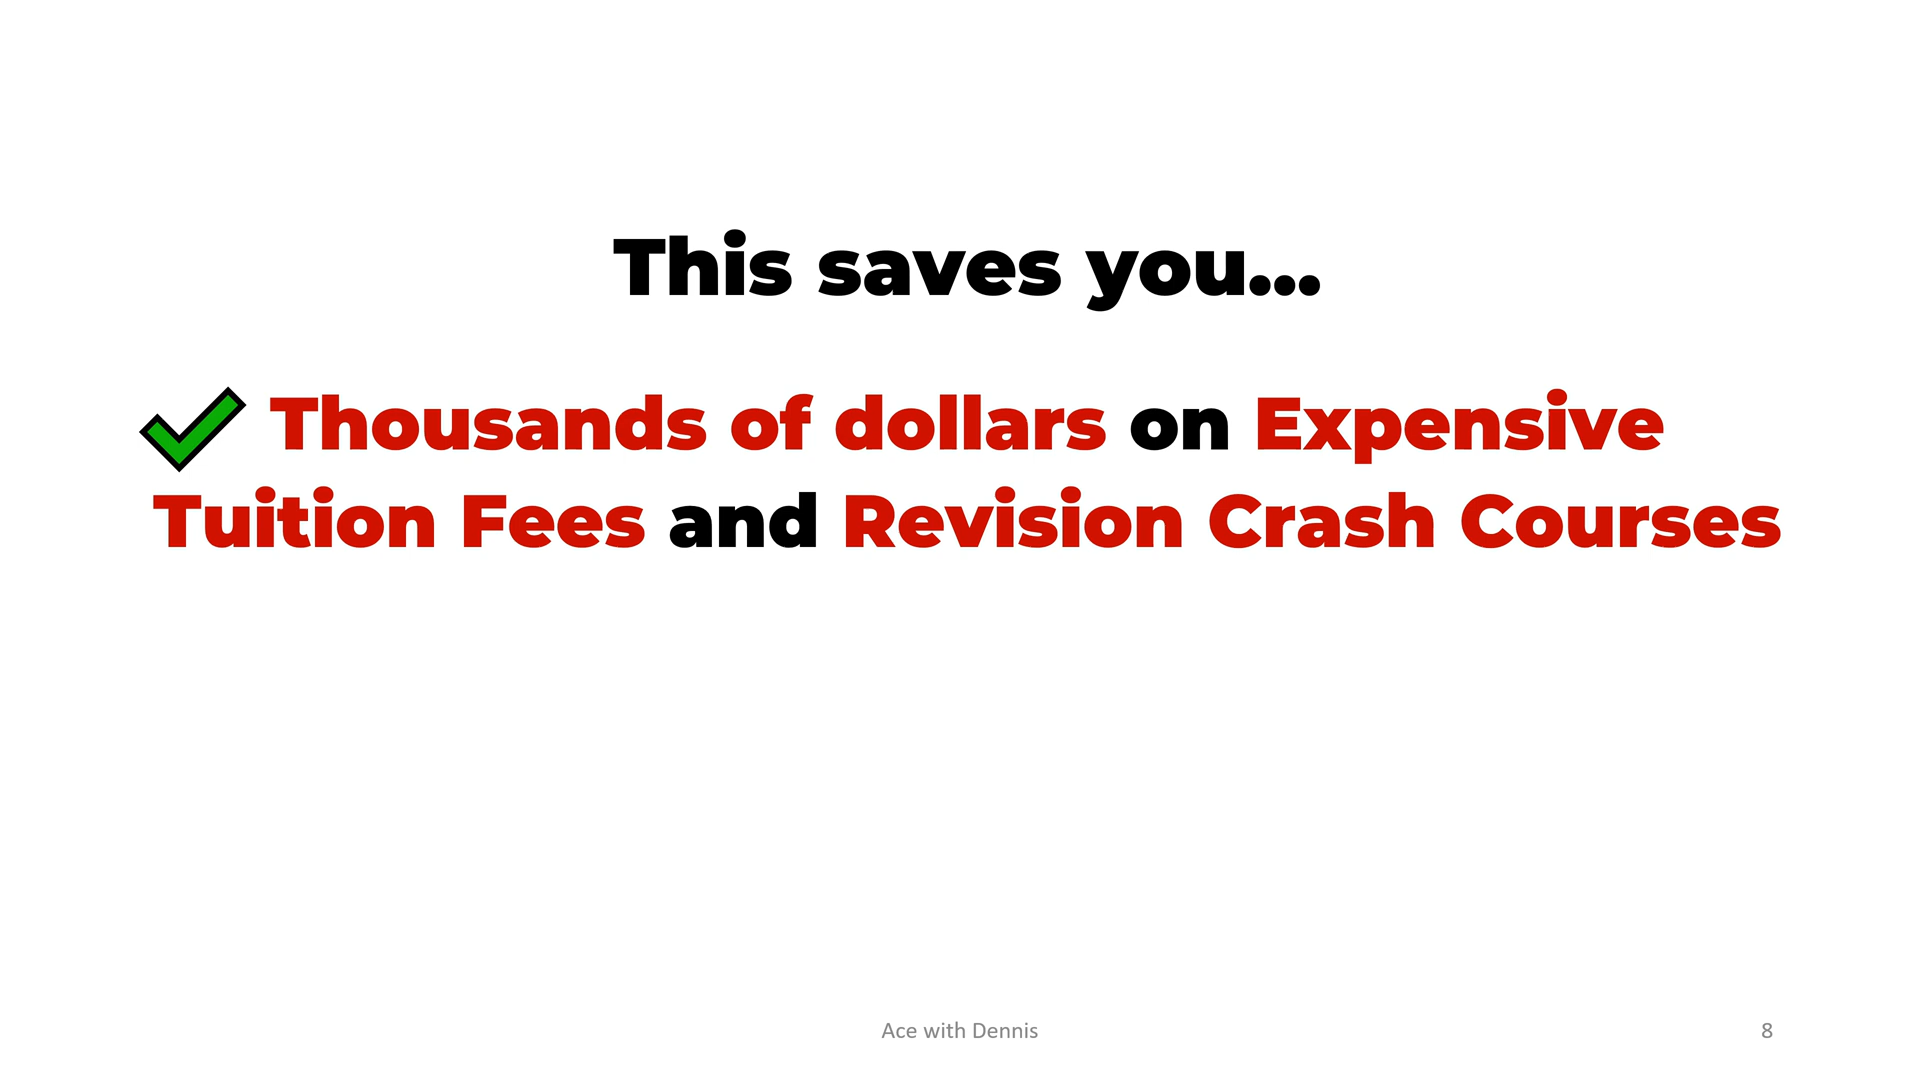 This saves you...
Thousands of dollars on Expensive
Tuition Fees and Revision Crash Courses
Ace with Dennis
8